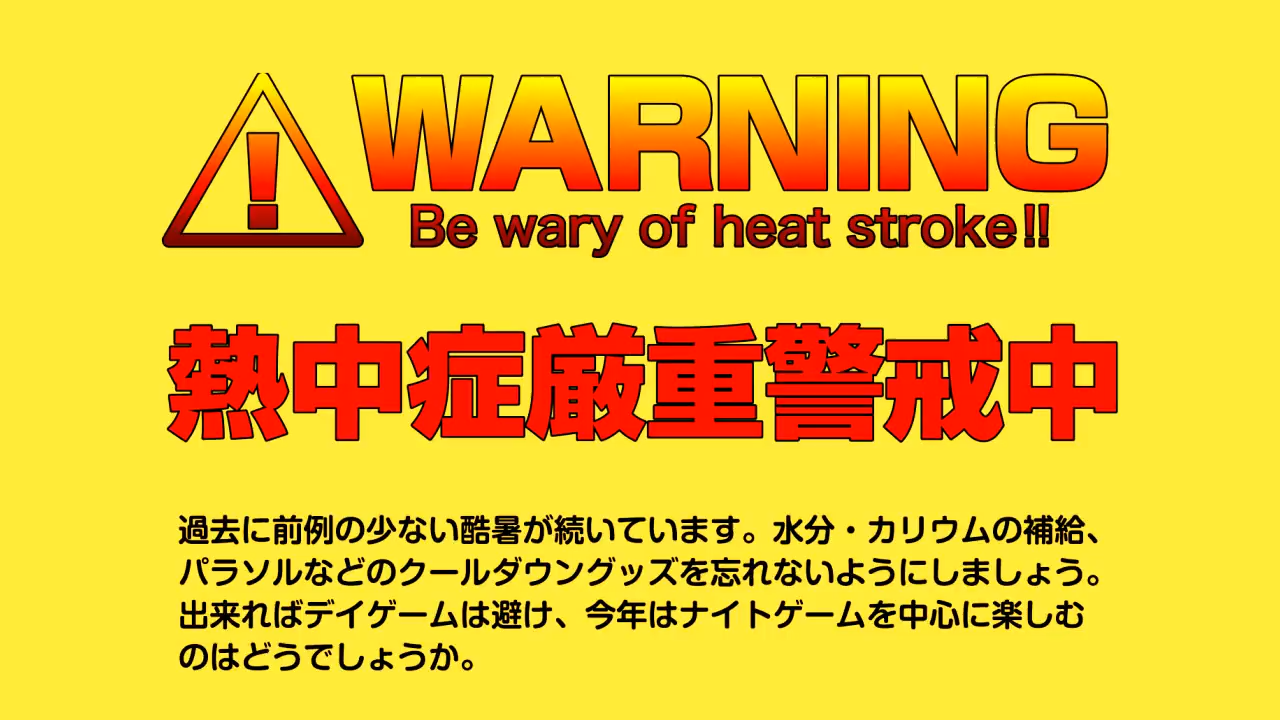 WARNING
Be wary of heat stroke!!
熱中症厳重警戒中
過去に前例の少ない酷暑が続いています。水分・カリウムの補給、
パラソルなどのクールダウングッズを忘れないようにしましょう。
出来ればデイゲームは避け、今年はナイトゲームを中心に楽しむ
のはどうでしょうか。